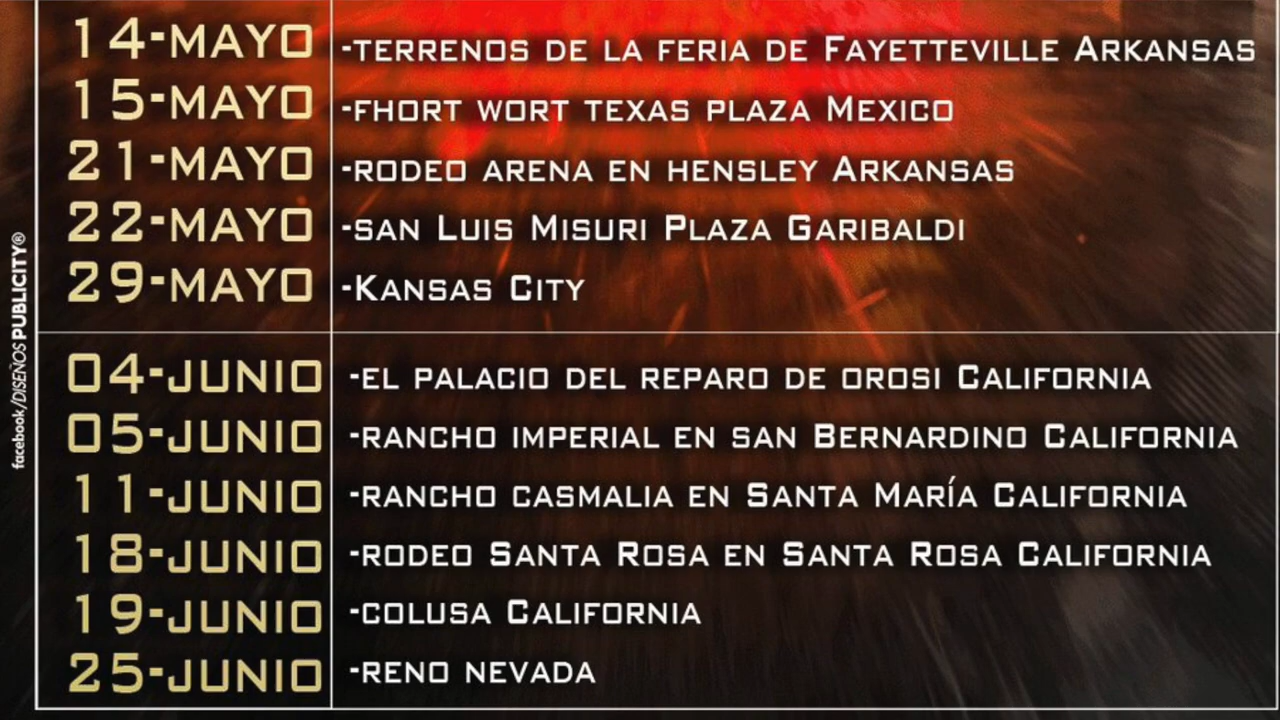 14-MAYO -TERRENOS DE LA FERIA DE FAYETTEVILLE ARKANSAS
15-MAYO -FHORT WORT TEXAS PLAZA MEXICO
21-MAYO -RODEO ARENA EN HENSLEY ARKANSAS
22-MAYO -SAN LUIS MISURI PLAZA GARIBALDI
29-MAYO -KANSAS CITY
04-JUNIO -EL PALACIO DEL REPARO DE OROSI CALIFORNIA
05-JUNIO -RANCHO IMPERIAL EN SAN BERNARDINO CALIFORNIA
11-JUNIO -RANCHO CASMALIA EN SANTA MARÍA CALIFORNIA
18-JUNIO -RODEO SANTA ROSA EN SANTA ROSA CALIFORNIA
19-JUNIO -COLUSA CALIFORNIA
25-JUNIO -RENO NEVADA
facebook/DISEÑOS PUBLICITY®